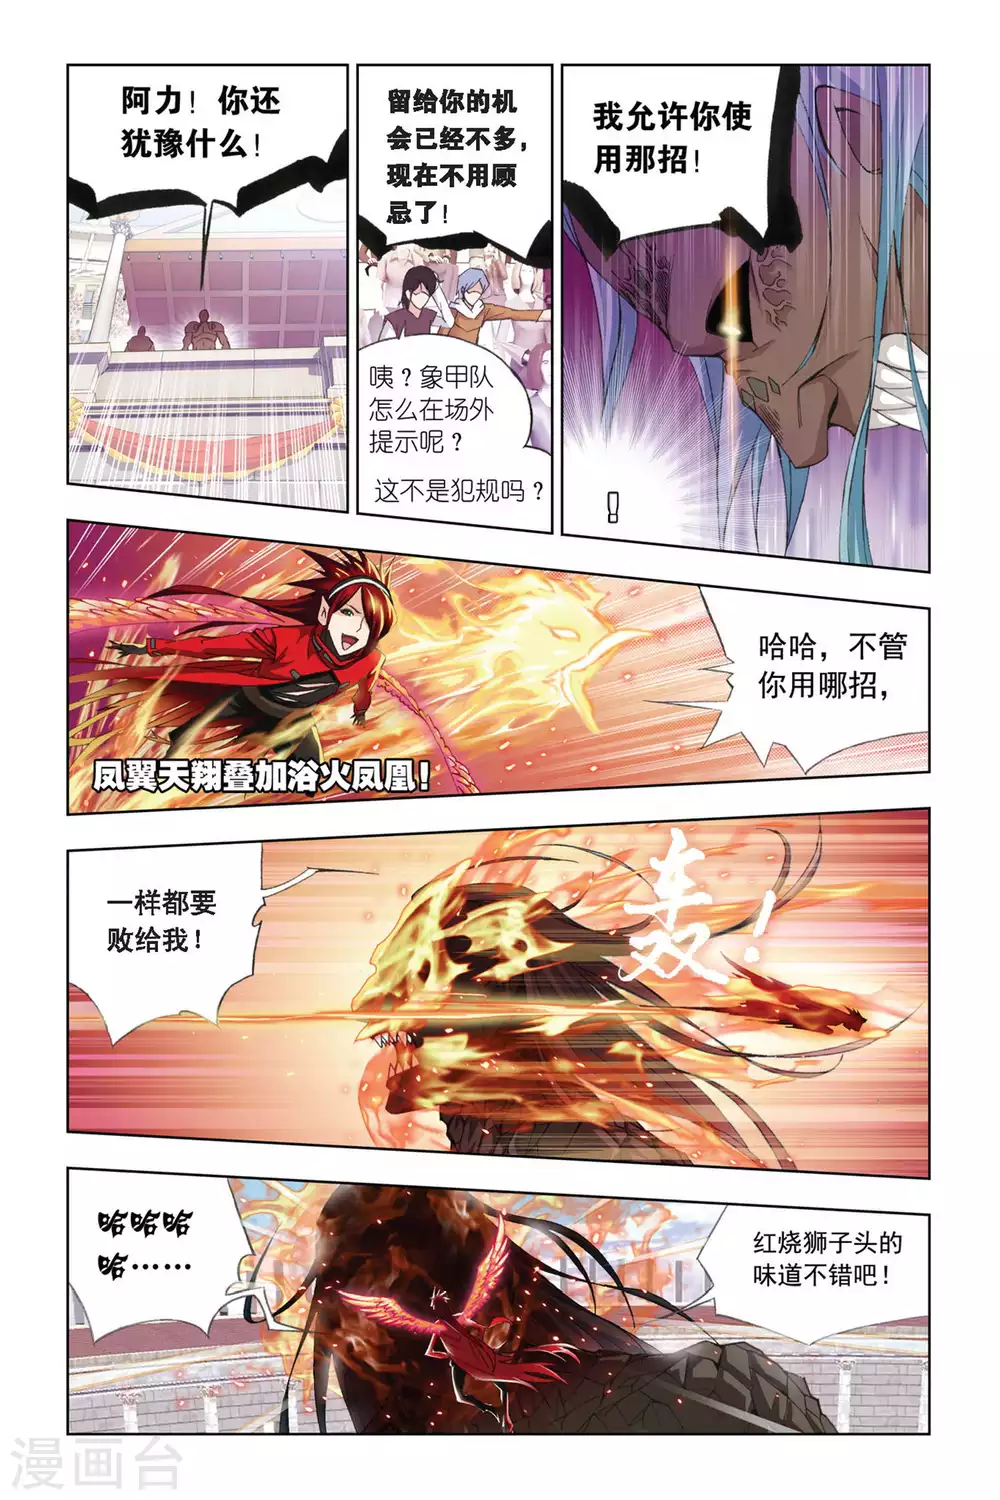 阿力！你还
犹豫什么！
留给你的机
会已经不多，
现在不用顾
忌了！
我允许你使
用那招！
咦？象甲队
怎么在场外
提示呢？
这不是犯规吗？
！
哈哈，不管
你用哪招，
凤翼天翔叠加浴火凤凰！
一样都要
败给我！
轰！
哈哈哈
哈……
红烧狮子头的
味道不错吧！
漫画台